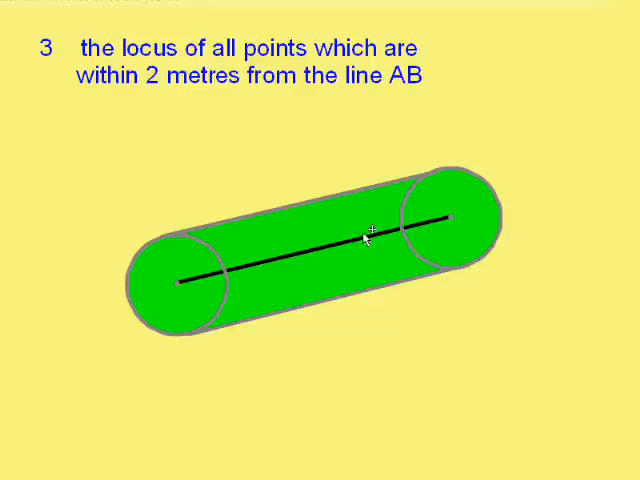 3 the locus of all points which are
within 2 metres from the line AB